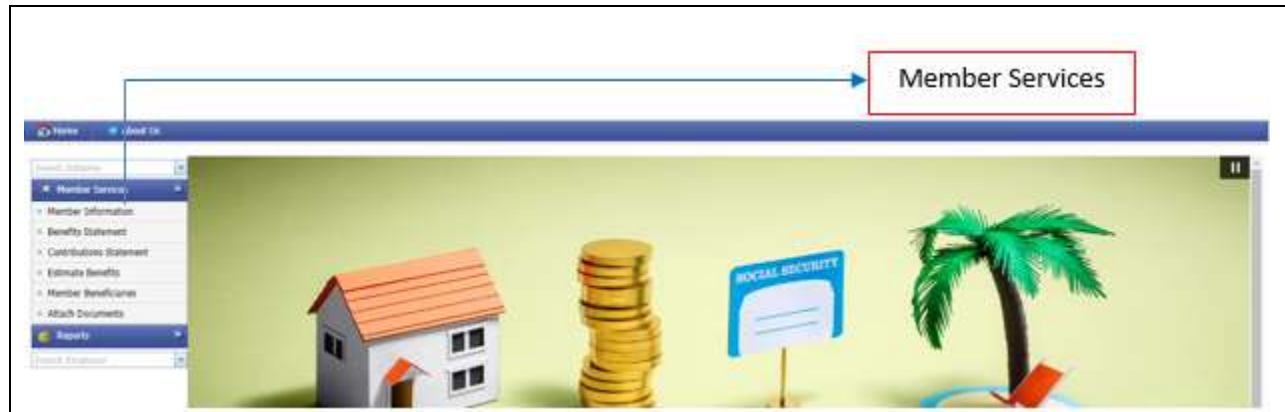 Member Services
Home About Us
Member Services
Member Information
Benefits Statement
Contributions Statement
Estimate Benefits
Member Beneficiaries
Attach Documents
Reports
SOCIAL SECURITY